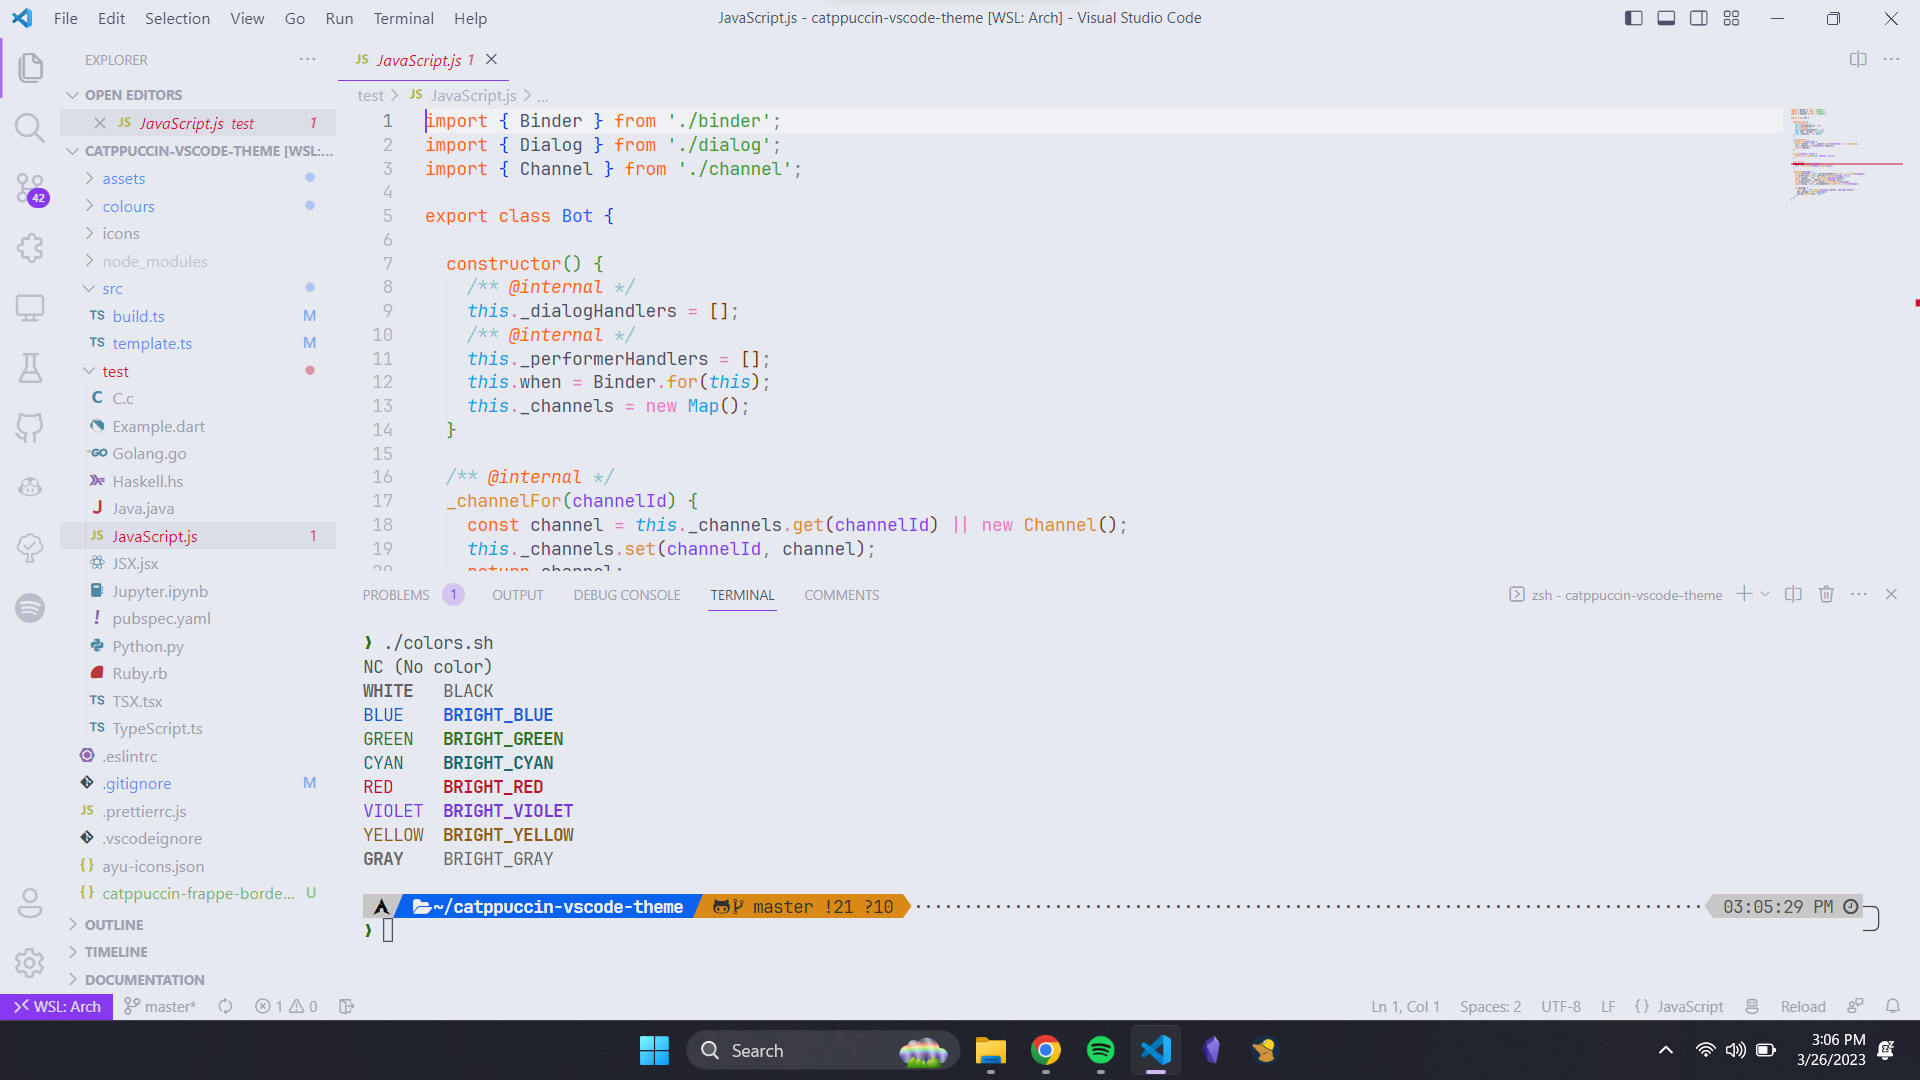 File Edit Selection View Go Run Terminal Help
JavaScript.js - catppuccin-vscode-theme [WSL: Arch] - Visual Studio Code
EXPLORER
OPEN EDITORS
JS JavaScript.js test 1
CATPPUCCIN-VSCODE-THEME [WSL:...
assets
colours
42
icons
node_modules
src
TS build.ts M
TS template.ts M
test
C C.c
Example.dart
GO Golang.go
Haskell.hs
J Java.java
JS JavaScript.js 1
JSX.jsx
Jupyter.ipynb
! pubspec.yaml
Python.py
Ruby.rb
TS TSX.tsx
TS TypeScript.ts
.eslintrc
.gitignore M
JS .prettierrc.js
.vscodeignore
{} ayu-icons.json
{} catppuccin-frappe-borde... U
OUTLINE
TIMELINE
DOCUMENTATION
JS JavaScript.js 1
test > JS JavaScript.js > ...
1 import { Binder } from './binder';
2 import { Dialog } from './dialog';
3 import { Channel } from './channel';
4
5 export class Bot {
6
7 constructor() {
8 /** @internal */
9 this._dialogHandlers = [];
10 /** @internal */
11 this._performerHandlers = [];
12 this.when = Binder.for(this);
13 this._channels = new Map();
14 }
15
16 /** @internal */
17 _channelFor(channelId) {
18 const channel = this._channels.get(channelId) || new Channel();
19 this._channels.set(channelId, channel);
20 return channel;
PROBLEMS 1 OUTPUT DEBUG CONSOLE TERMINAL COMMENTS
zsh - catppuccin-vscode-theme
❯ ./colors.sh
NC (No color)
WHITE BLACK
BLUE BRIGHT_BLUE
GREEN BRIGHT_GREEN
CYAN BRIGHT_CYAN
RED BRIGHT_RED
VIOLET BRIGHT_VIOLET
YELLOW BRIGHT_YELLOW
GRAY BRIGHT_GRAY
~/catppuccin-vscode-theme master !21 ?10 03:05:29 PM
❯
WSL: Arch master* 1 0
Ln 1, Col 1 Spaces: 2 UTF-8 LF {} JavaScript Reload
Search
3:06 PM
3/26/2023